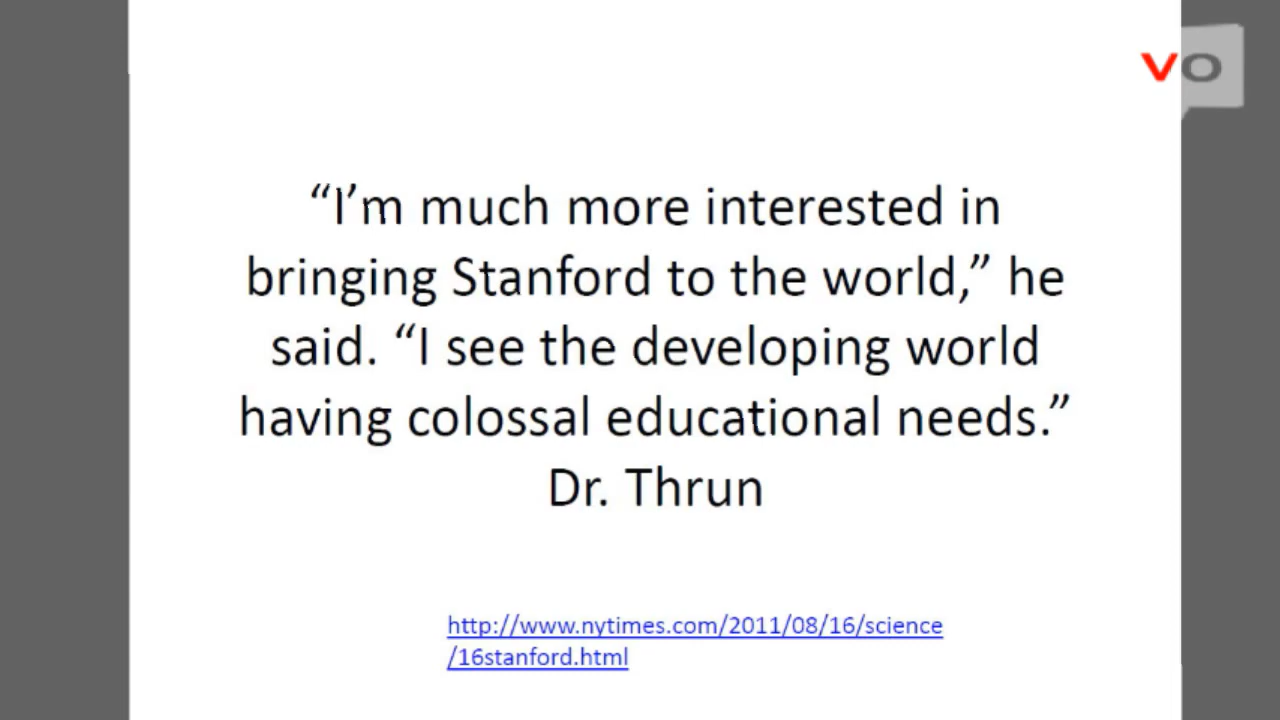 VO
“I’m much more interested in
bringing Stanford to the world,” he
said. “I see the developing world
having colossal educational needs.”
Dr. Thrun
http://www.nytimes.com/2011/08/16/science
/16stanford.html